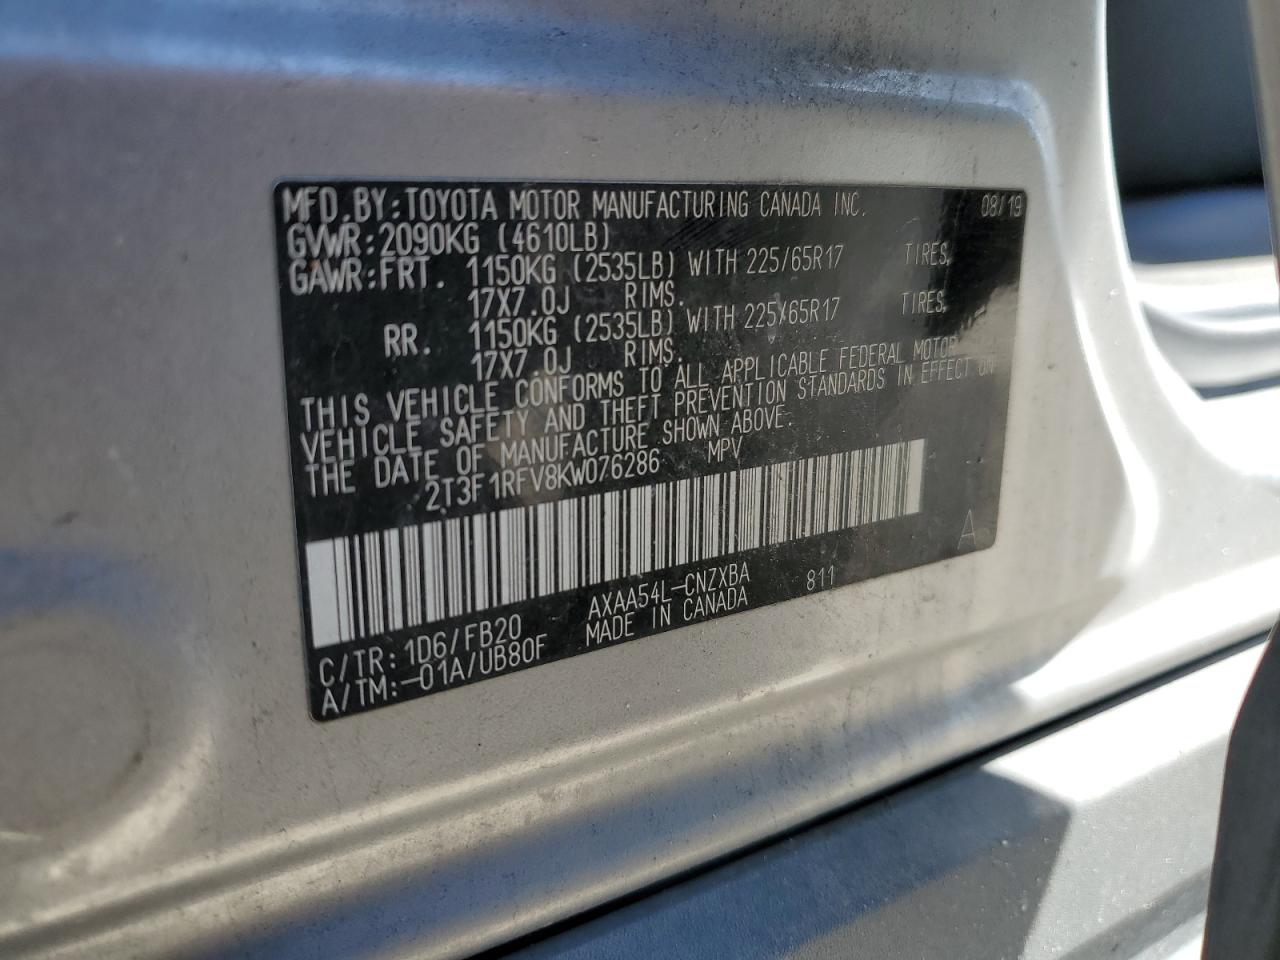 MFD.BY:TOYOTA MOTOR MANUFACTURING CANADA INC. 08/19
GVWR:2090KG (4610LB)
GAWR:FRT. 1150KG (2535LB) WITH 225/65R17 TIRES,
17X7.0J RIMS.
RR. 1150KG (2535LB) WITH 225/65R17 TIRES,
17X7.0J RIMS.
THIS VEHICLE CONFORMS TO ALL APPLICABLE FEDERAL MOTOR
VEHICLE SAFETY AND THEFT PREVENTION STANDARDS IN EFFECT ON
THE DATE OF MANUFACTURE SHOWN ABOVE.
2T3F1RFV8KW076286 MPV
A
C/TR:1D6/FB20 AXAA54L-CNZXBA 811
A/TM:-01A/UB80F MADE IN CANADA